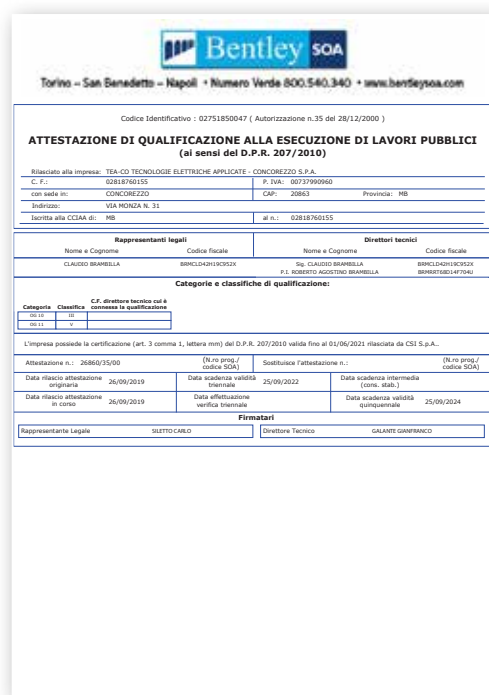 Bentley SOA
Torino – San Benedetto – Napoli • Numero Verde 800.540.340 • www.bentleysoa.com
Codice Identificativo : 02751850047 ( Autorizzazione n.35 del 28/12/2000 )
ATTESTAZIONE DI QUALIFICAZIONE ALLA ESECUZIONE DI LAVORI PUBBLICI
(ai sensi del D.P.R. 207/2010)
Rilasciato alla impresa: TEA-CO TECNOLOGIE ELETTRICHE APPLICATE - CONCOREZZO S.P.A.
C. F.: 02818760155 P. IVA: 00737990960
con sede in: CONCOREZZO CAP: 20863 Provincia: MB
Indirizzo: VIA MONZA N. 31
Iscritta alla CCIAA di: MB al n.: 02818760155
Rappresentanti legali Direttori tecnici
Nome e Cognome Codice fiscale Nome e Cognome Codice fiscale
CLAUDIO BRAMBILLA BRMCLD42H19C952X Sig. CLAUDIO BRAMBILLA BRMCLD42H19C952X
P.I. ROBERTO AGOSTINO BRAMBILLA BRMRRT68D14F704U
Categorie e classifiche di qualificazione:
Categoria Classifica C.F. direttore tecnico cui è connessa la qualificazione
OG 10 III
OG 11 V
L'impresa possiede la certificazione (art. 3 comma 1, lettera mm) del D.P.R. 207/2010 valida fino al 01/06/2021 rilasciata da CSI S.p.A..
Attestazione n.: 26860/35/00 (N.ro prog./ codice SOA) Sostituisce l'attestazione n.: (N.ro prog./ codice SOA)
Data rilascio attestazione originaria 26/09/2019 Data scadenza validità triennale 25/09/2022 Data scadenza intermedia (cons. stab.)
Data rilascio attestazione in corso 26/09/2019 Data effettuazione verifica triennale Data scadenza validità quinquennale 25/09/2024
Firmatari
Rappresentante Legale SILETTO CARLO Direttore Tecnico GALANTE GIANFRANCO